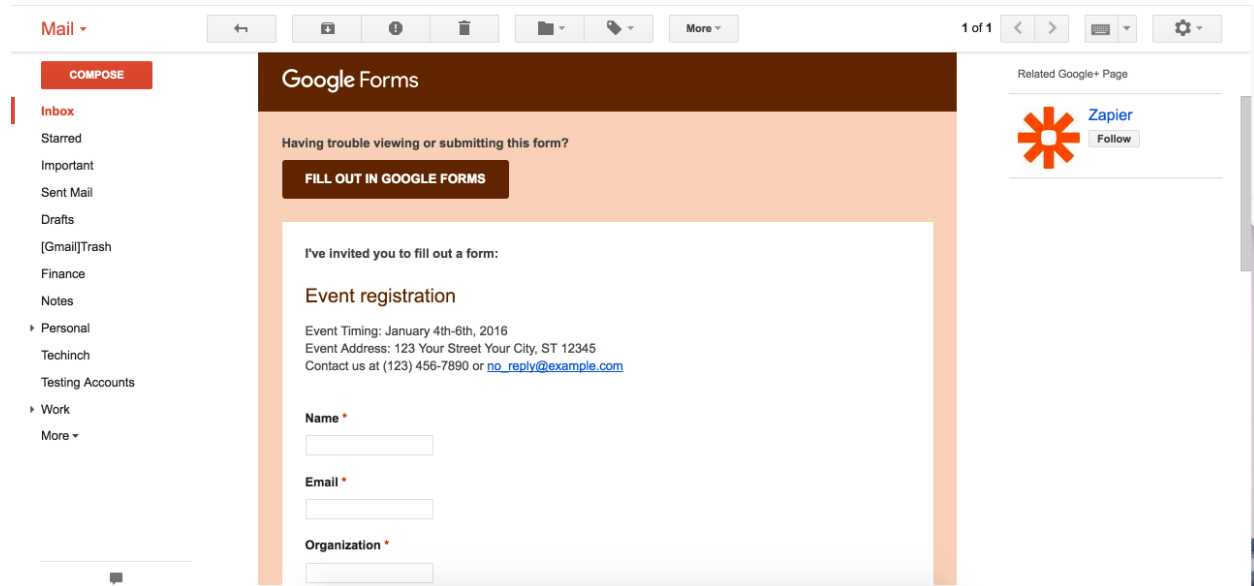 Mail
More
1 of 1
COMPOSE
Inbox
Starred
Important
Sent Mail
Drafts
[Gmail]Trash
Finance
Notes
Personal
Techinch
Testing Accounts
Work
More
Google Forms
Having trouble viewing or submitting this form?
FILL OUT IN GOOGLE FORMS
I've invited you to fill out a form:
Event registration
Event Timing: January 4th-6th, 2016
Event Address: 123 Your Street Your City, ST 12345
Contact us at (123) 456-7890 or no_reply@example.com
Name *
Email *
Organization *
Related Google+ Page
Zapier
Follow